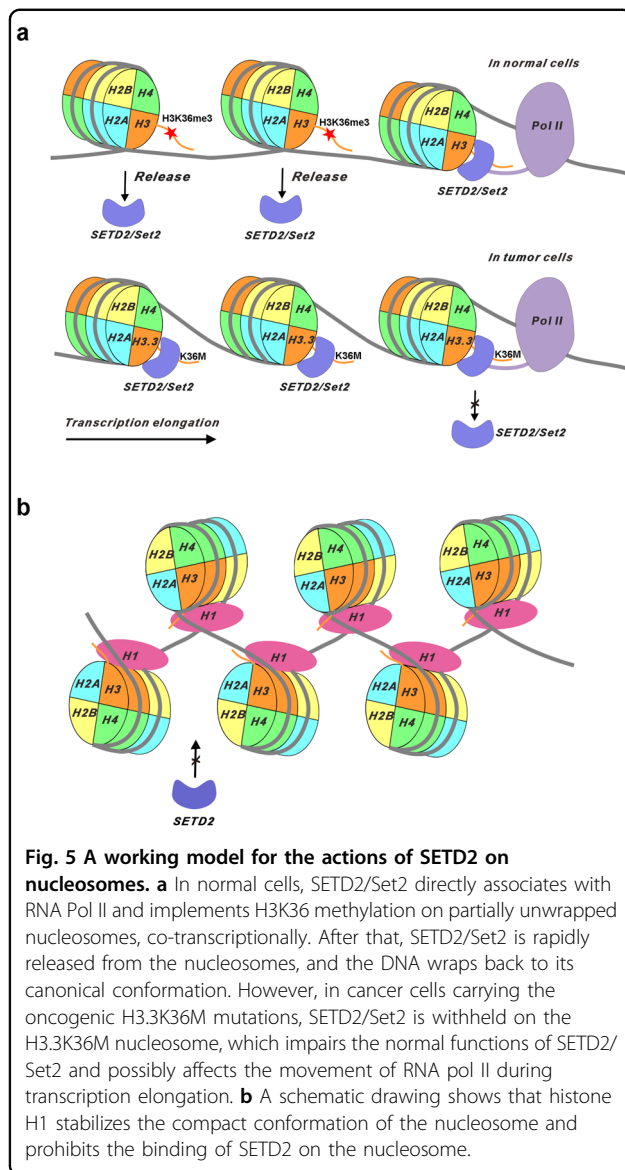 a
In normal cells
H2B H4
H2A H3
H3K36me3
H2B H4
H2A H3
H3K36me3
H2B H4
H2A H3
Pol II
Release
Release
SETD2/Set2
SETD2/Set2
SETD2/Set2
In tumor cells
H2B H4
H2A H3.3
K36M
H2B H4
H2A H3.3
K36M
H2B H4
H2A H3.3
K36M
Pol II
SETD2/Set2
SETD2/Set2
Transcription elongation
SETD2/Set2
b
H2B H4
H2A H3
H1
H2B H4
H2A H3
H1
H2B H4
H2A H3
H1
H1
H2A H3
H2B H4
H1
H2A H3
H2B H4
H1
H2A H3
H2B H4
SETD2
Fig. 5 A working model for the actions of SETD2 on
nucleosomes. a In normal cells, SETD2/Set2 directly associates with
RNA Pol II and implements H3K36 methylation on partially unwrapped
nucleosomes, co-transcriptionally. After that, SETD2/Set2 is rapidly
released from the nucleosomes, and the DNA wraps back to its
canonical conformation. However, in cancer cells carrying the
oncogenic H3.3K36M mutations, SETD2/Set2 is withheld on the
H3.3K36M nucleosome, which impairs the normal functions of SETD2/
Set2 and possibly affects the movement of RNA pol II during
transcription elongation. b A schematic drawing shows that histone
H1 stabilizes the compact conformation of the nucleosome and
prohibits the binding of SETD2 on the nucleosome.